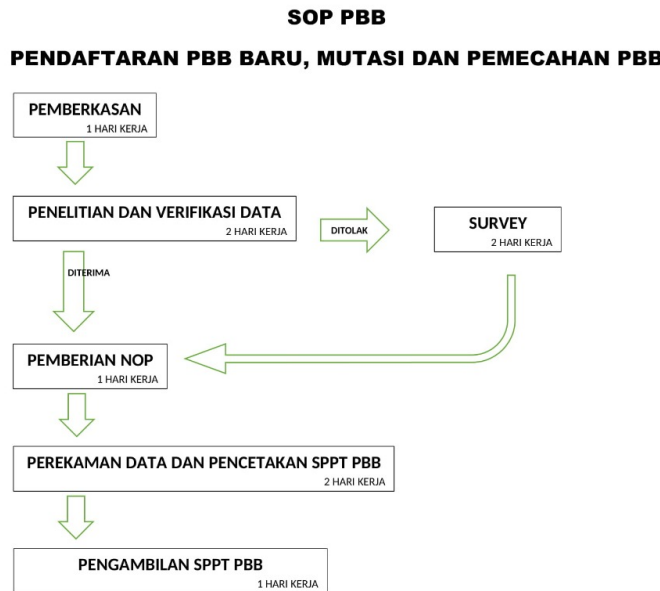 SOP PBB
PENDAFTARAN PBB BARU, MUTASI DAN PEMECAHAN PBB
PEMBERKASAN
1 HARI KERJA
PENELITIAN DAN VERIFIKASI DATA
2 HARI KERJA
DITOLAK
SURVEY
2 HARI KERJA
DITERIMA
PEMBERIAN NOP
1 HARI KERJA
PEREKAMAN DATA DAN PENCETAKAN SPPT PBB
2 HARI KERJA
PENGAMBILAN SPPT PBB
1 HARI KERJA